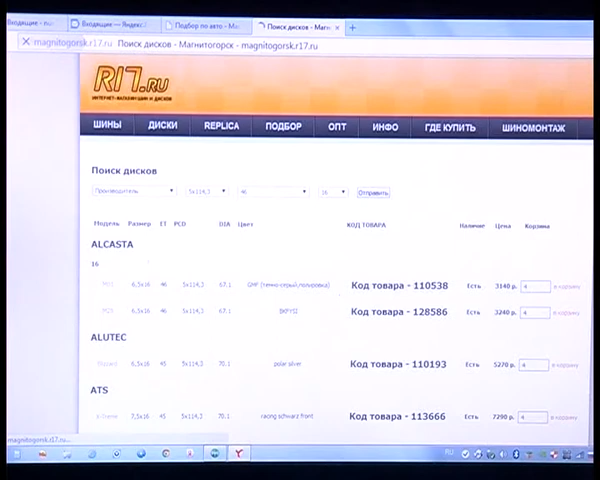 Входящие — Яндекс
Подбор по авто - Ма
Поиск дисков - Магн
magnitogorsk.r17.ru Поиск дисков - Магнитогорск - magnitogorsk.r17.ru
R17.RU
ИНТЕРНЕТ-МАГАЗИН ШИН И ДИСКОВ
ШИНЫ ДИСКИ REPLICA ПОДБОР ОПТ ИНФО ГДЕ КУПИТЬ ШИНОМОНТАЖ
Поиск дисков
Производитель 5x114,3 46 16 Отправить
Модель Размер ET PCD DIA Цвет КОД ТОВАРА Наличие Цена Корзина
ALCASTA
16
6,5x16 46 5x114,3 67.1 GMF (темно-серый,полировка) Код товара - 110538 Есть 3140 р. 4 в корзину
6,5x16 46 5x114,3 67.1 Код товара - 128586 Есть 3240 р. 4 в корзину
ALUTEC
6,5x16 45 5x114,3 70.1 polar silver Код товара - 110193 Есть 5270 р. 4 в корзину
ATS
7,5x16 45 5x114,3 70.1 racing schwarz front Код товара - 113666 Есть 7290 р. 4 в корзину
magnitogorsk.r17.ru...
RU